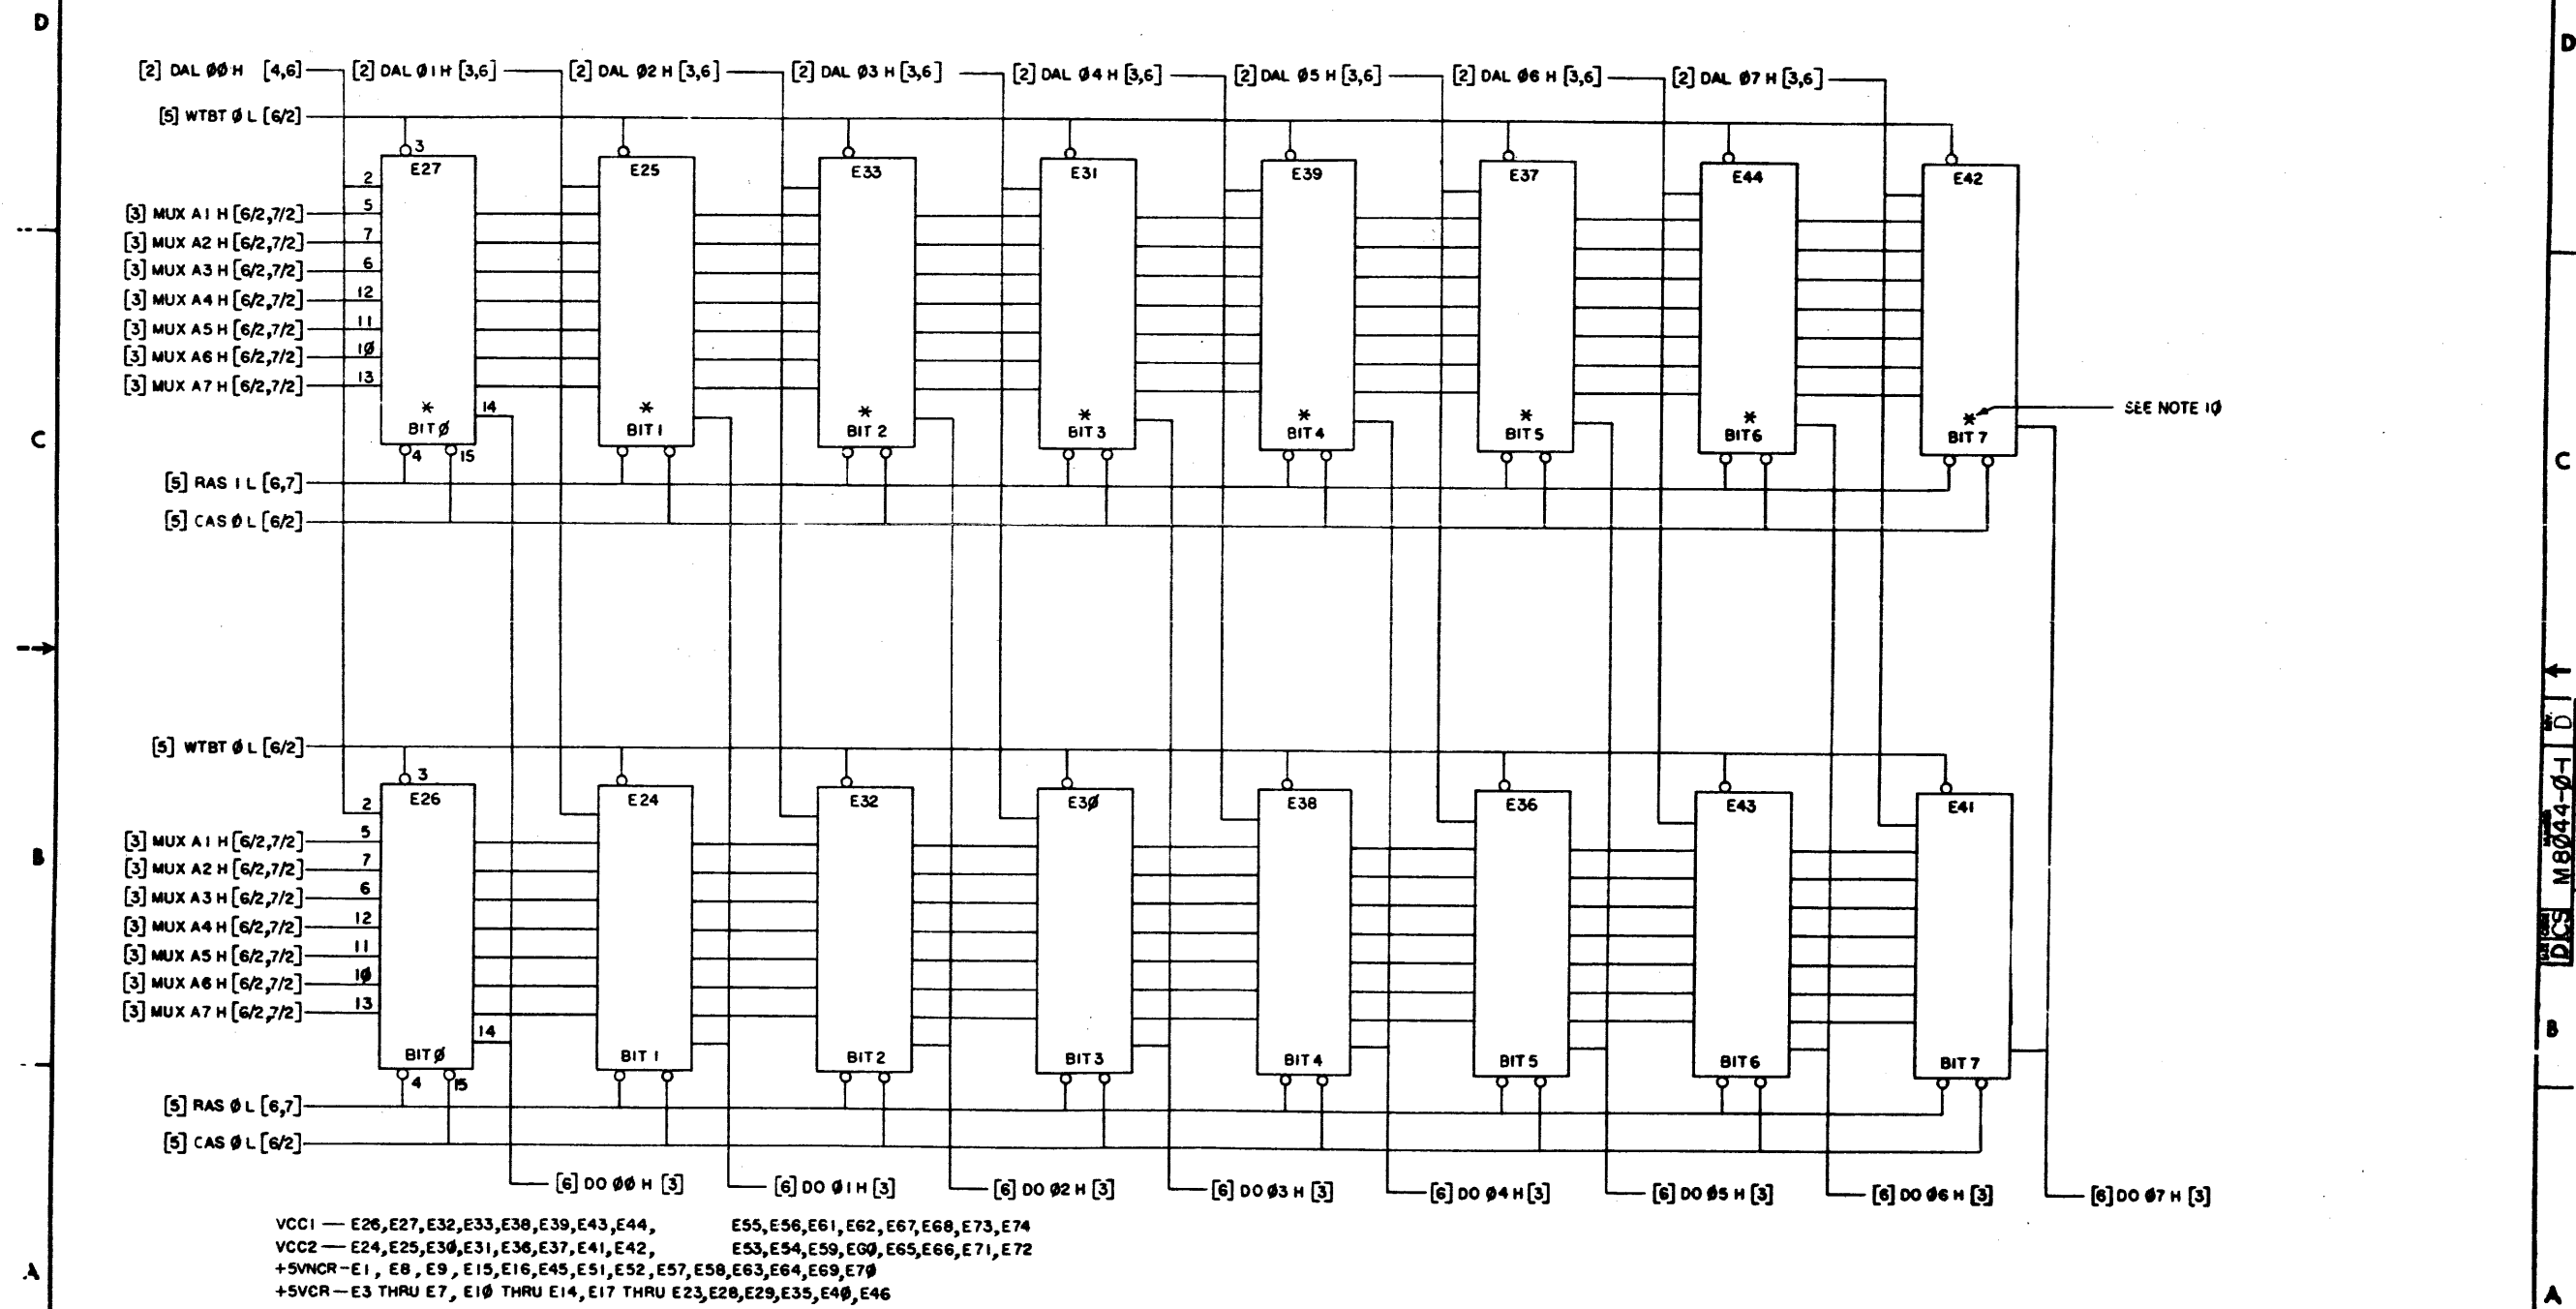 D
D
[2] DAL ØØ H [4,6] [2] DAL Ø1 H [3,6] [2] DAL Ø2 H [3,6] [2] DAL Ø3 H [3,6] [2] DAL Ø4 H [3,6] [2] DAL Ø5 H [3,6] [2] DAL Ø6 H [3,6] [2] DAL Ø7 H [3,6]
[5] WTBT Ø L [6/2]
3
E27 E25 E33 E31 E39 E37 E44 E42
2
[3] MUX A1 H [6/2,7/2] 5
[3] MUX A2 H [6/2,7/2] 7
[3] MUX A3 H [6/2,7/2] 6
[3] MUX A4 H [6/2,7/2] 12
[3] MUX A5 H [6/2,7/2] 11
[3] MUX A6 H [6/2,7/2] 1Ø
[3] MUX A7 H [6/2,7/2] 13
* * * * * * * *
14
SEE NOTE 1Ø
BIT Ø BIT 1 BIT 2 BIT 3 BIT 4 BIT 5 BIT 6 BIT 7
4 15
C
C
[5] RAS 1 L [6,7]
[5] CAS Ø L [6/2]
[5] WTBT Ø L [6/2]
3
E26 E24 E32 E3Ø E38 E36 E43 E41
2
[3] MUX A1 H [6/2,7/2] 5
[3] MUX A2 H [6/2,7/2] 7
[3] MUX A3 H [6/2,7/2] 6
[3] MUX A4 H [6/2,7/2] 12
[3] MUX A5 H [6/2,7/2] 11
[3] MUX A6 H [6/2,7/2] 1Ø
[3] MUX A7 H [6/2,7/2] 13
14
BIT Ø BIT 1 BIT 2 BIT 3 BIT 4 BIT 5 BIT 6 BIT 7
4 15
B
B
[5] RAS Ø L [6,7]
[5] CAS Ø L [6/2]
[6] DO ØØ H [3] [6] DO Ø1 H [3] [6] DO Ø2 H [3] [6] DO Ø3 H [3] [6] DO Ø4 H [3] [6] DO Ø5 H [3] [6] DO Ø6 H [3] [6] DO Ø7 H [3]
VCC1 — E26,E27,E32,E33,E38,E39,E43,E44, E55,E56,E61,E62,E67,E68,E73,E74
VCC2 — E24,E25,E3Ø,E31,E36,E37,E41,E42, E53,E54,E59,E6Ø,E65,E66,E71,E72
+5VNCR — E1, E8, E9, E15,E16,E45,E51,E52,E57,E58,E63,E64,E69,E7Ø
+5VCR — E3 THRU E7, E1Ø THRU E14, E17 THRU E23,E28,E29,E35,E4Ø,E46
A
A
D CS M8044-Ø-1 D